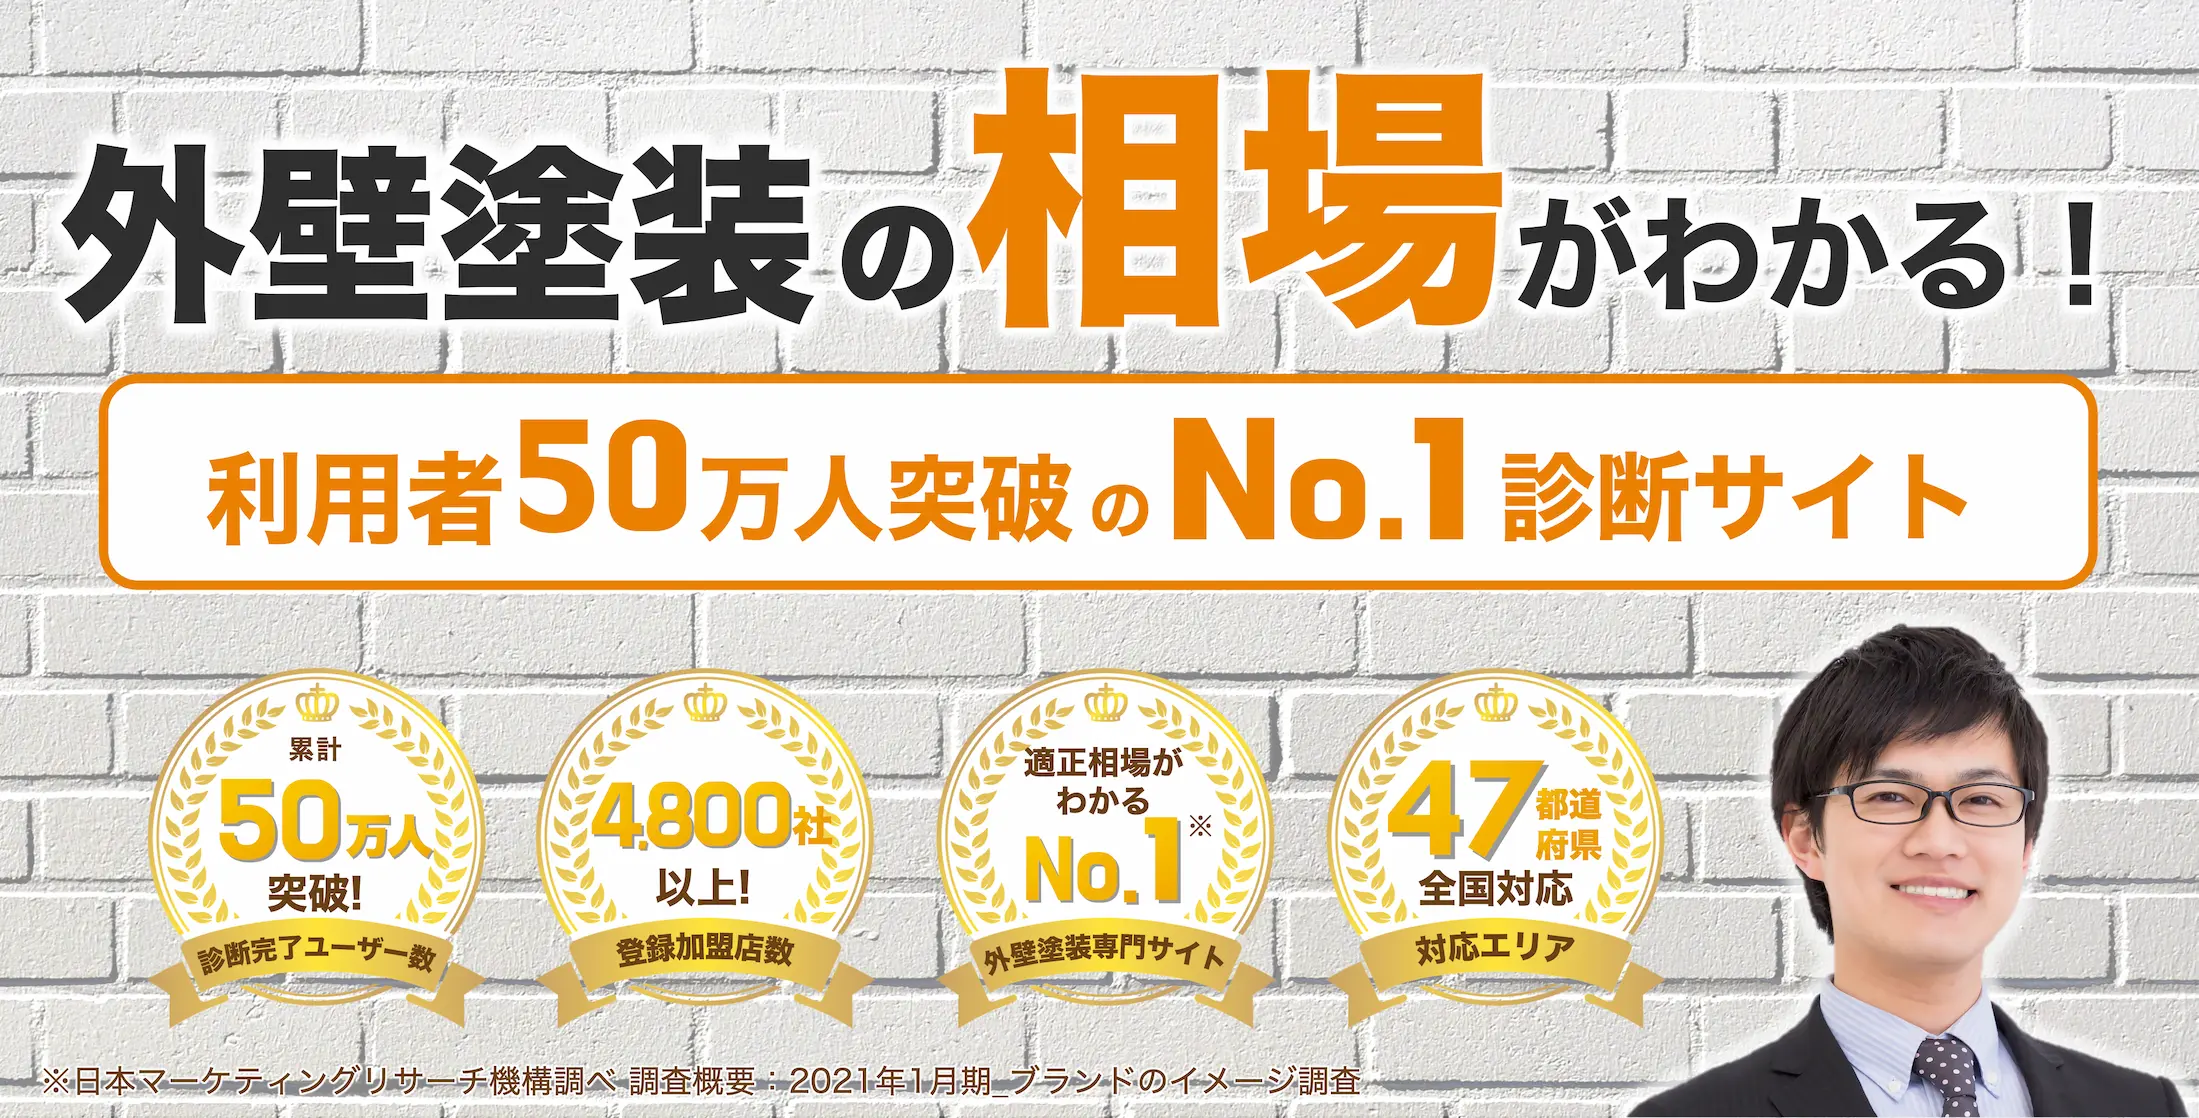 外壁塗装の相場がわかる！
利用者50万人突破のNo.1診断サイト
累計
50万人
突破!
診断完了ユーザー数
4,800社
以上!
登録加盟店数
適正相場が
わかる
No.1※
外壁塗装専門サイト
47都道府県
全国対応
対応エリア
※日本マーケティングリサーチ機構調べ 調査概要：2021年1月期_ブランドのイメージ調査